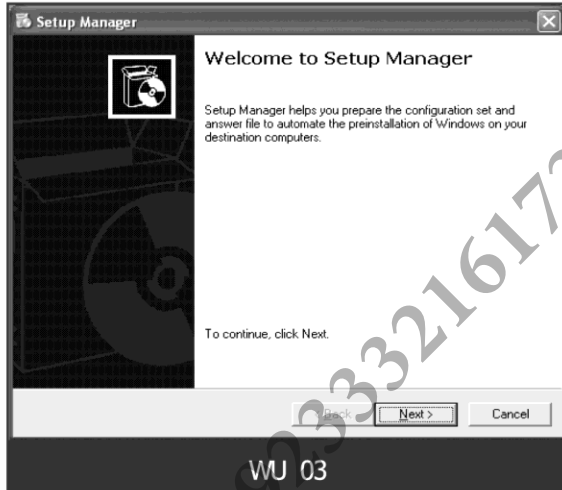 Setup Manager
Welcome to Setup Manager
Setup Manager helps you prepare the configuration set and
answer file to automate the preinstallation of Windows on your
destination computers.
To continue, click Next.
< Back
Next >
Cancel
WU 03